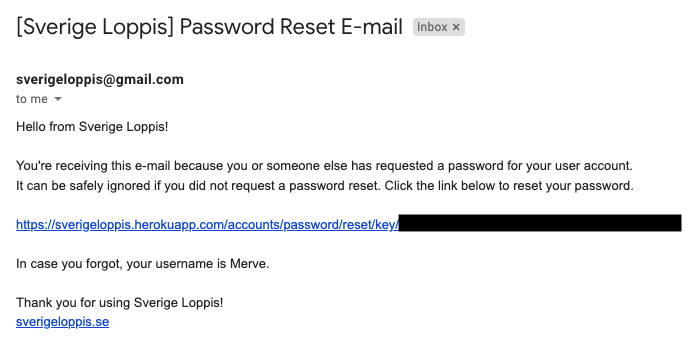 [Sverige Loppis] Password Reset E-mail Inbox ×
sverigeloppis@gmail.com
to me
Hello from Sverige Loppis!
You're receiving this e-mail because you or someone else has requested a password for your user account.
It can be safely ignored if you did not request a password reset. Click the link below to reset your password.
https://sverigeloppis.herokuapp.com/accounts/password/reset/key/
In case you forgot, your username is Merve.
Thank you for using Sverige Loppis!
sverigeloppis.se